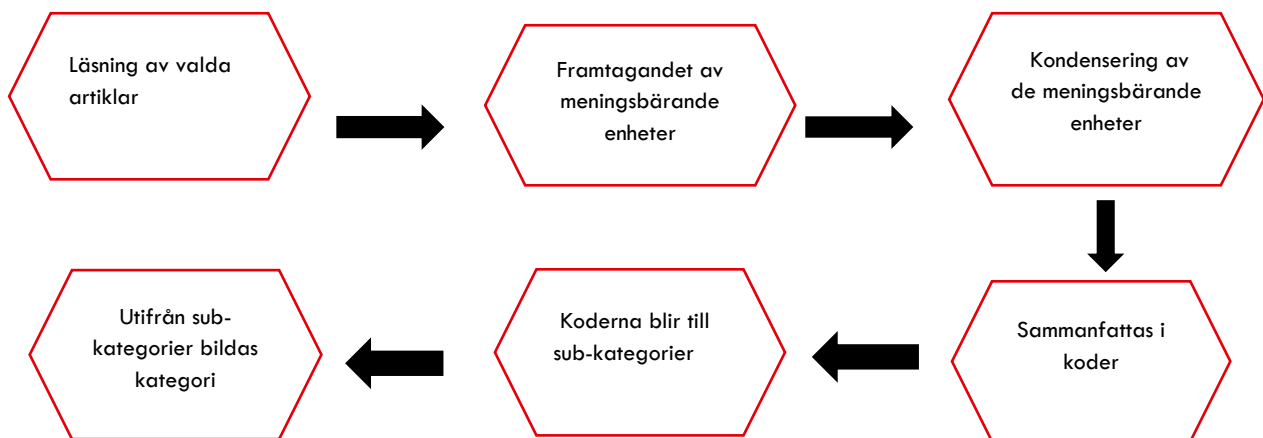 Läsning av valda
artiklar
Framtagandet av
meningsbärande
enheter
Kondensering av
de meningsbärande
enheter
Sammanfattas i
koder
Koderna blir till
sub-kategorier
Utifrån sub-
kategorier bildas
kategori